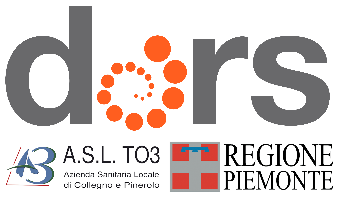 dors
A.S.L. TO3
Azienda Sanitaria Locale
di Collegno e Pinerolo
REGIONE
PIEMONTE